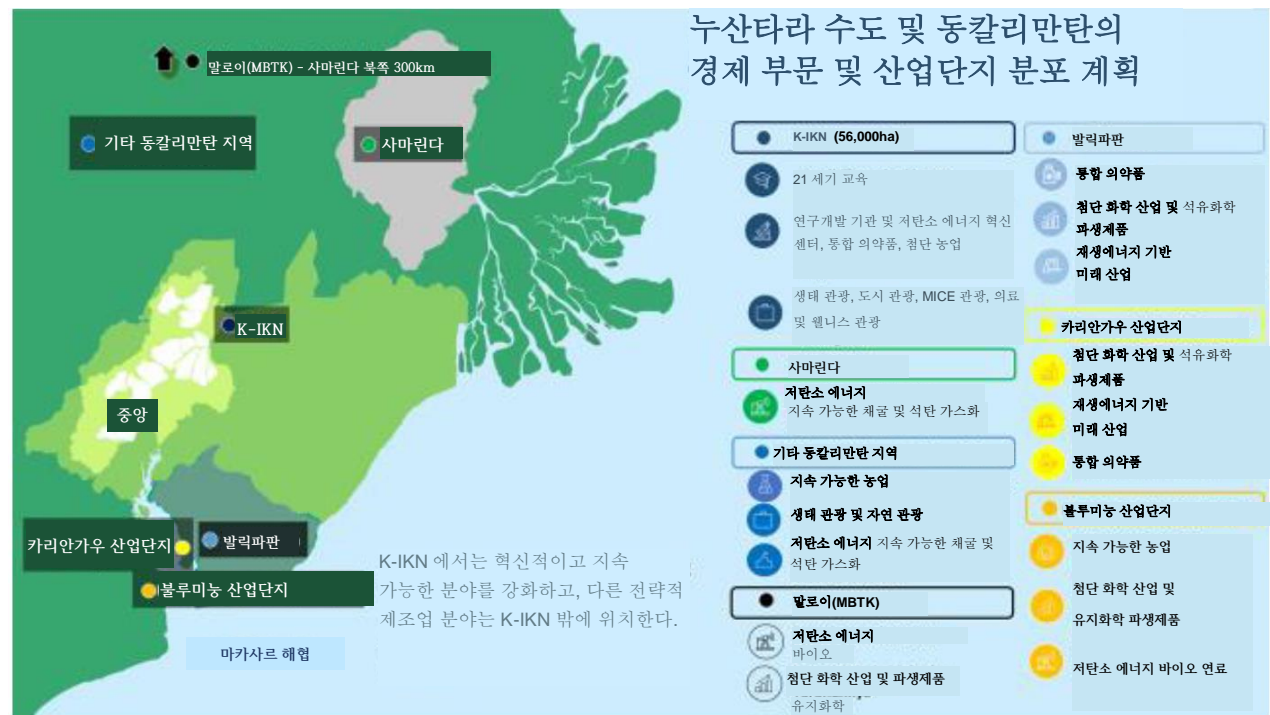 누산타라 수도 및 동칼리만탄의
경제 부문 및 산업단지 분포 계획
말로이(MBTK) - 사마린다 북쪽 300km
기타 동칼리만탄 지역
사마린다
K-IKN
중앙
카리안가우 산업단지
발릭파판
불루미능 산업단지
마카사르 해협
K-IKN 에서는 혁신적이고 지속
가능한 분야를 강화하고, 다른 전략적
제조업 분야는 K-IKN 밖에 위치한다.
K-IKN (56,000ha)
21 세기 교육
연구개발 기관 및 저탄소 에너지 혁신
센터, 통합 의약품, 첨단 농업
생태 관광, 도시 관광, MICE 관광, 의료
및 웰니스 관광
사마린다
저탄소 에너지
지속 가능한 채굴 및 석탄 가스화
기타 동칼리만탄 지역
지속 가능한 농업
생태 관광 및 자연 관광
저탄소 에너지 지속 가능한 채굴 및
석탄 가스화
말로이(MBTK)
저탄소 에너지
바이오
첨단 화학 산업 및 파생제품
유지화학
발릭파판
통합 의약품
첨단 화학 산업 및 석유화학
파생제품
재생에너지 기반
미래 산업
카리안가우 산업단지
첨단 화학 산업 및 석유화학
파생제품
재생에너지 기반
미래 산업
통합 의약품
불루미능 산업단지
지속 가능한 농업
첨단 화학 산업 및
유지화학 파생제품
저탄소 에너지 바이오 연료